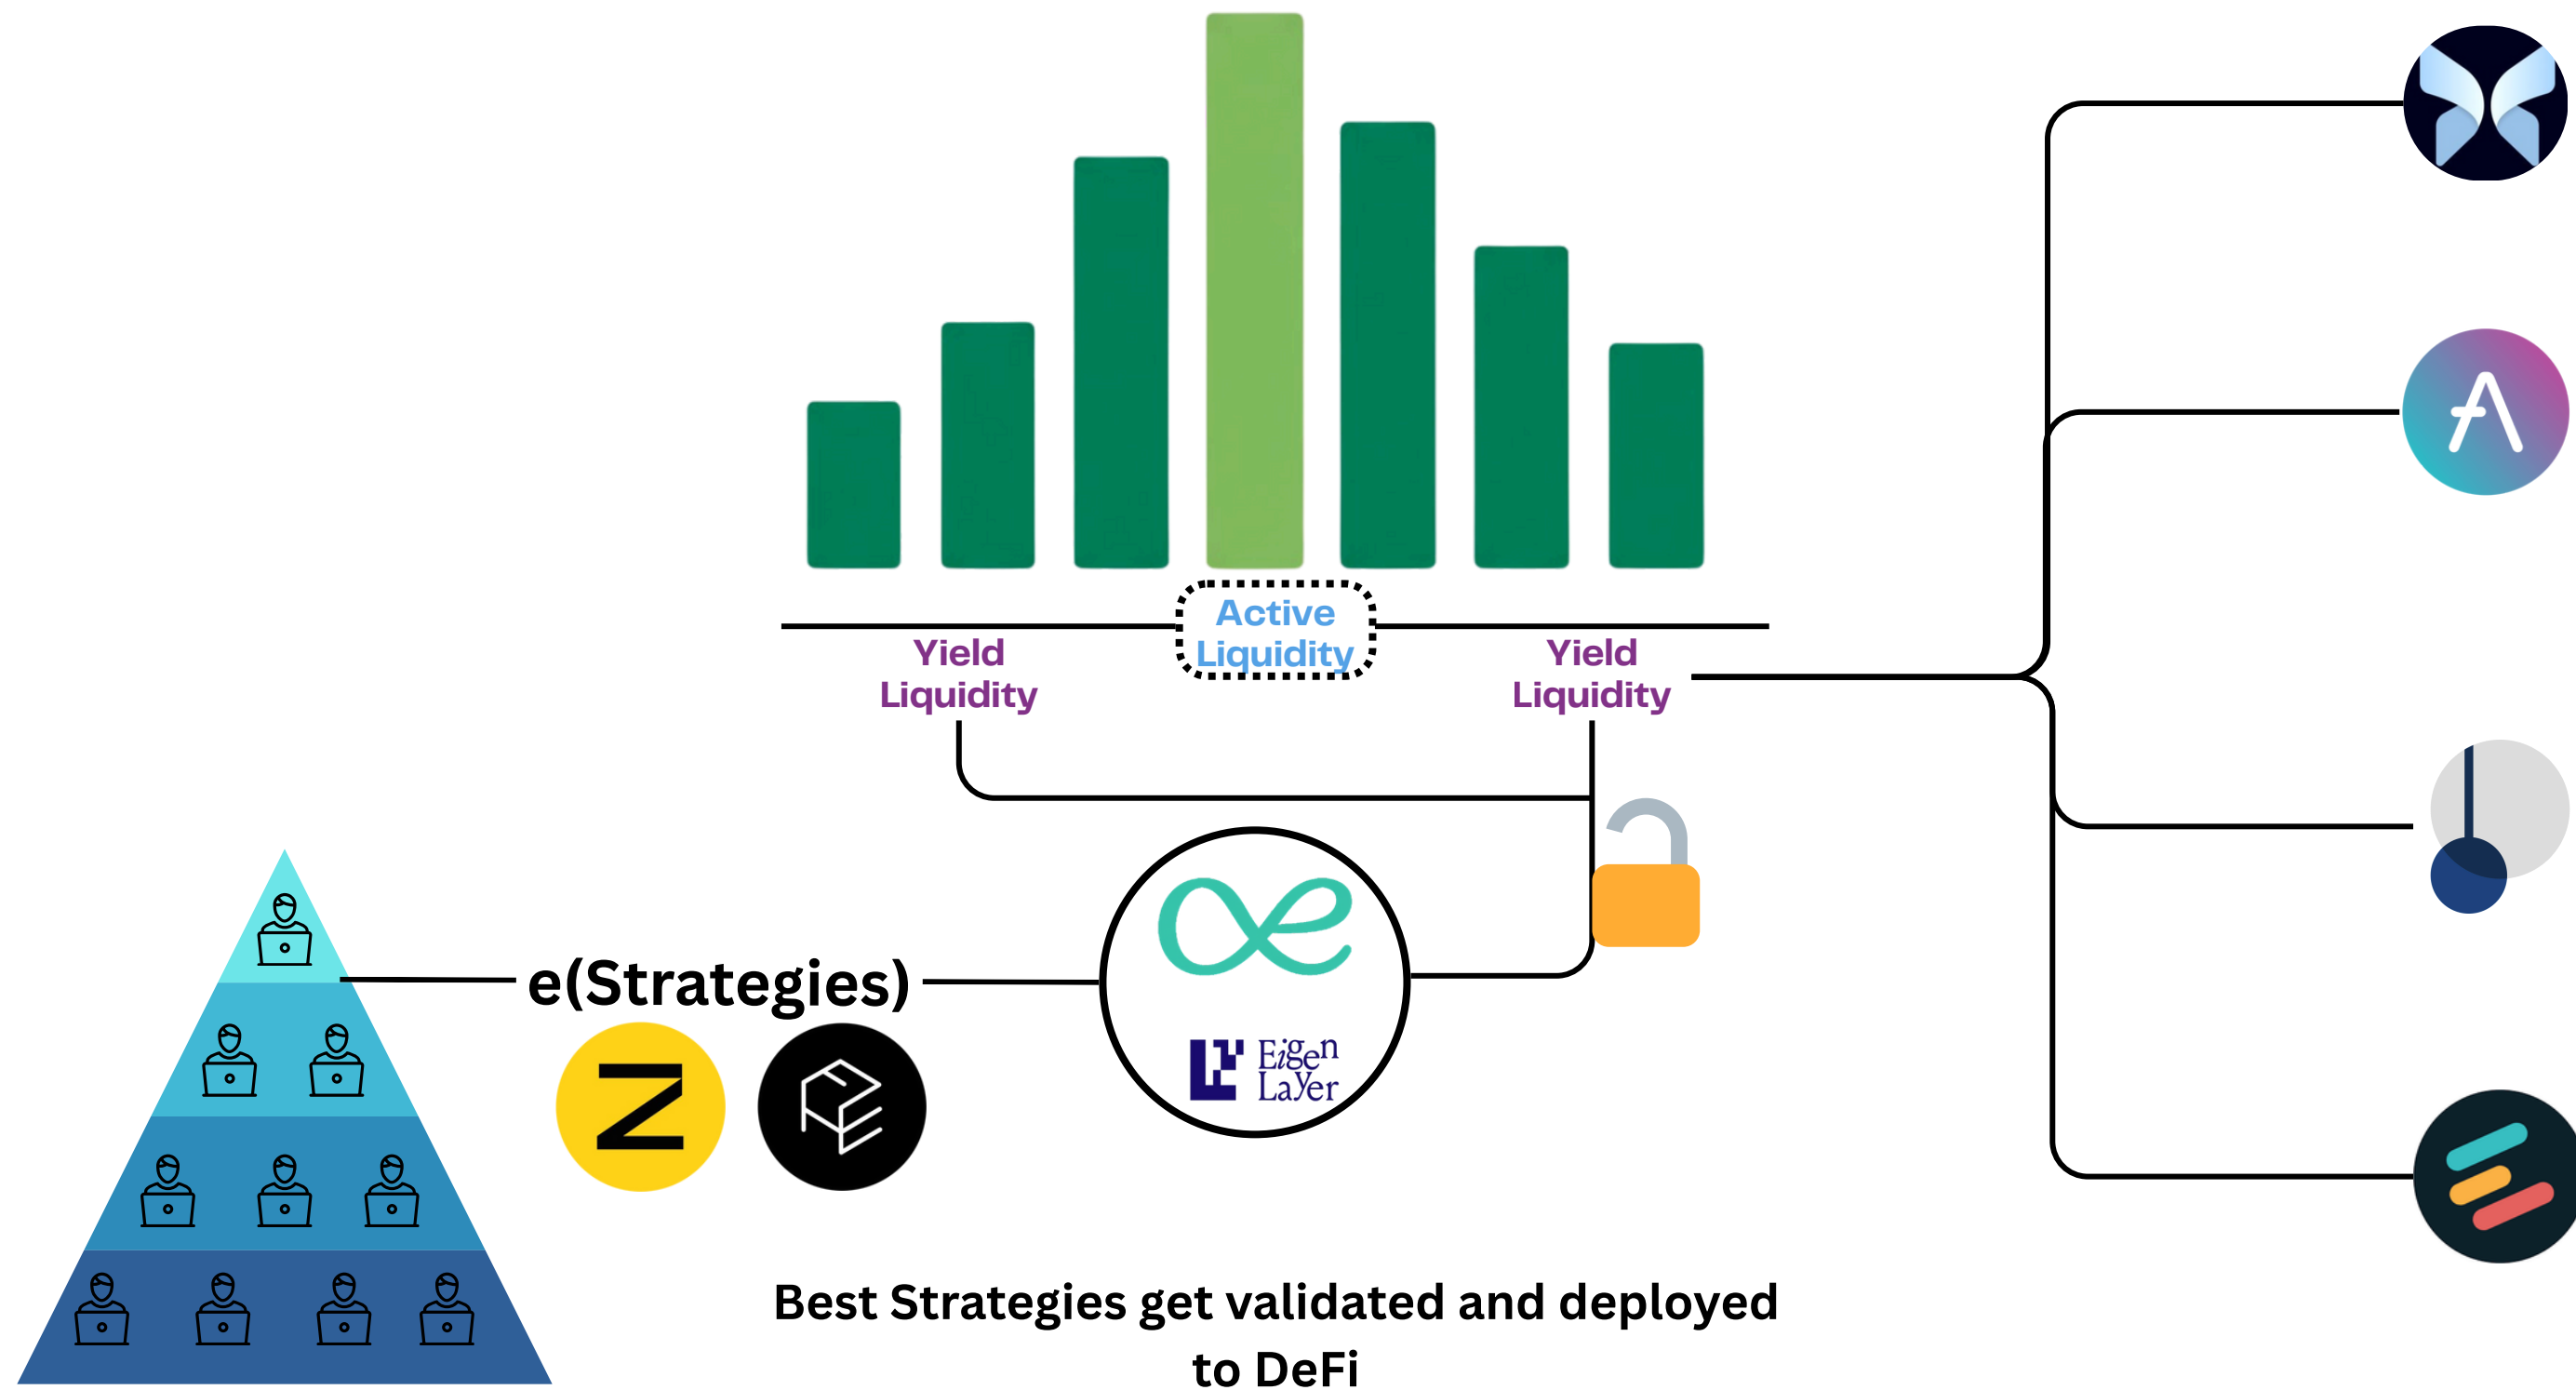 Active
Liquidity
Yield
Liquidity
Yield
Liquidity
e(Strategies)
EigEn
LaYer
Best Strategies get validated and deployed
to DeFi